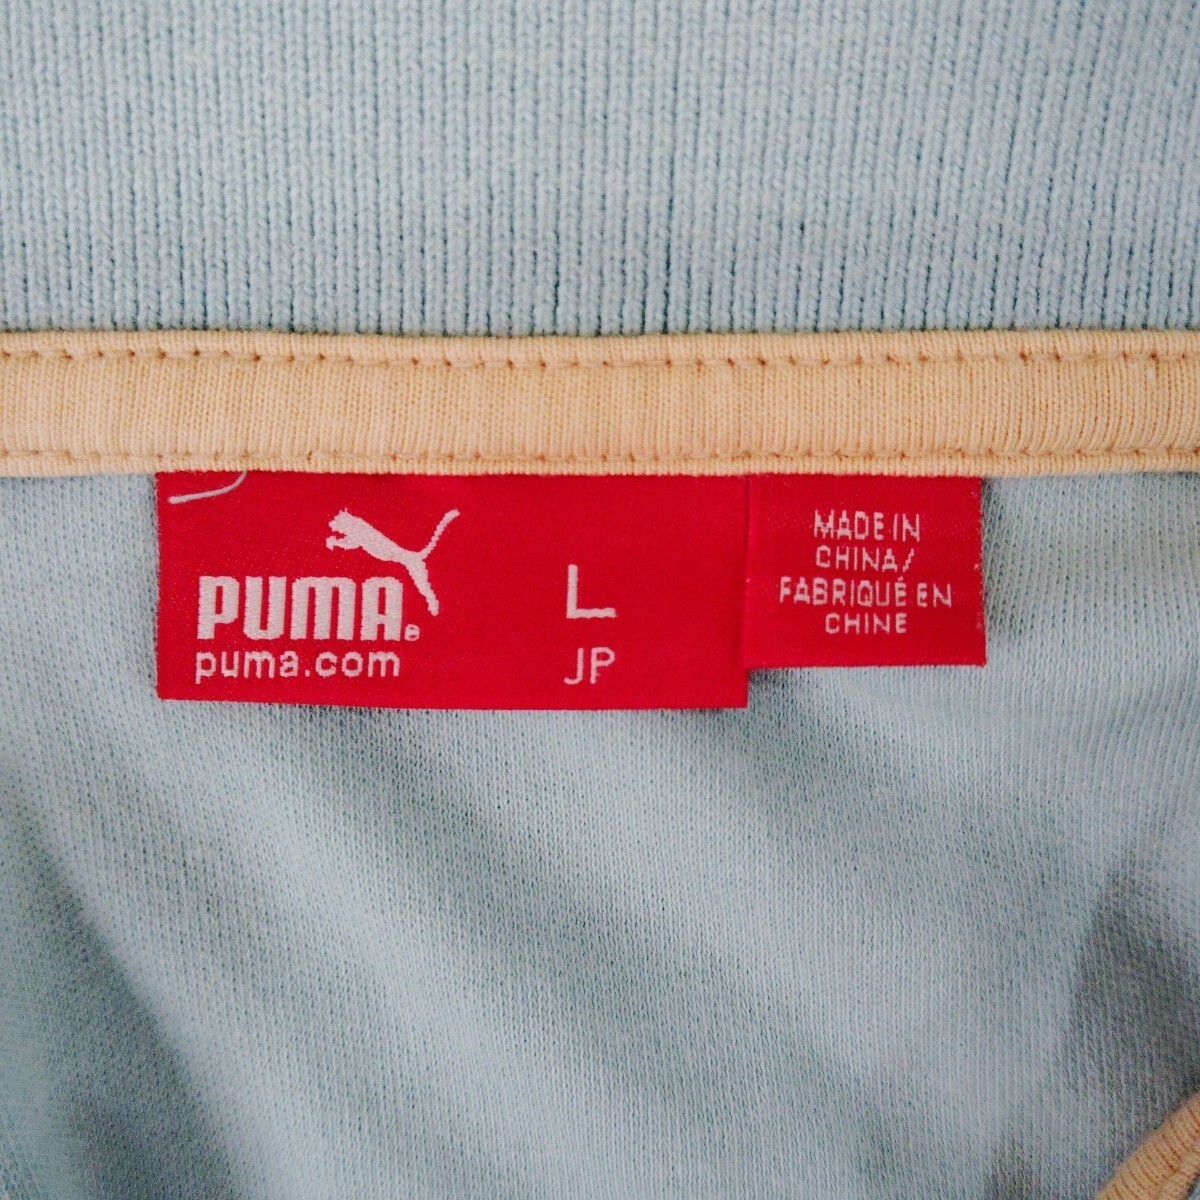 PUMA®
puma.com
L
JP
MADE IN
CHINA/
FABRIQUÉ EN
CHINE